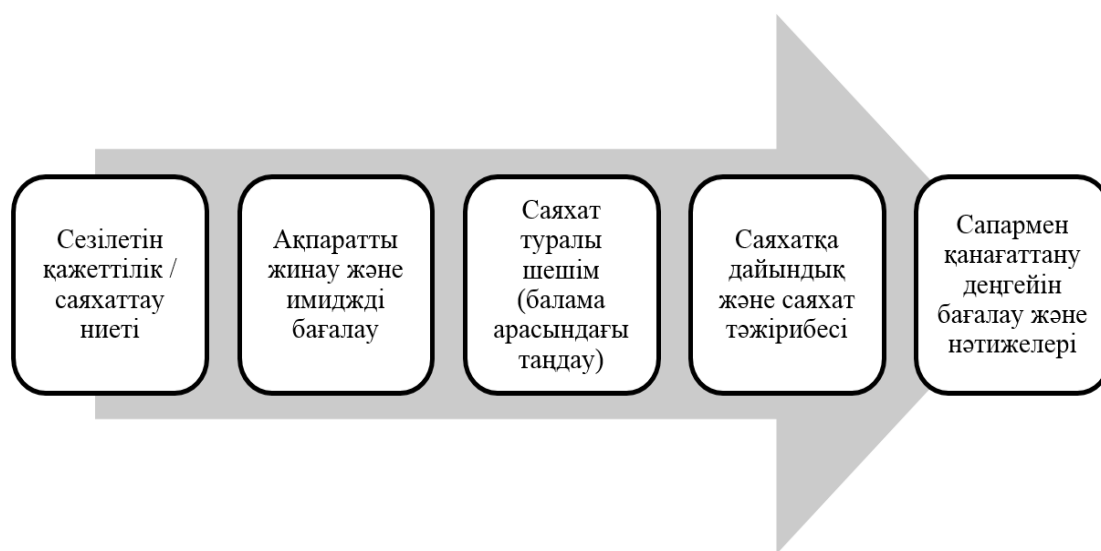 Сезілетін
қажеттілік /
саяхаттау
ниеті
Ақпаратты
жинау және
имиджді
бағалау
Саяхат
туралы
шешім
(балама
арасындағы
таңдау)
Саяхатқа
дайындық
және саяхат
тәжірибесі
Сапармен
қанағаттану
деңгейін
бағалау және
нәтижелері